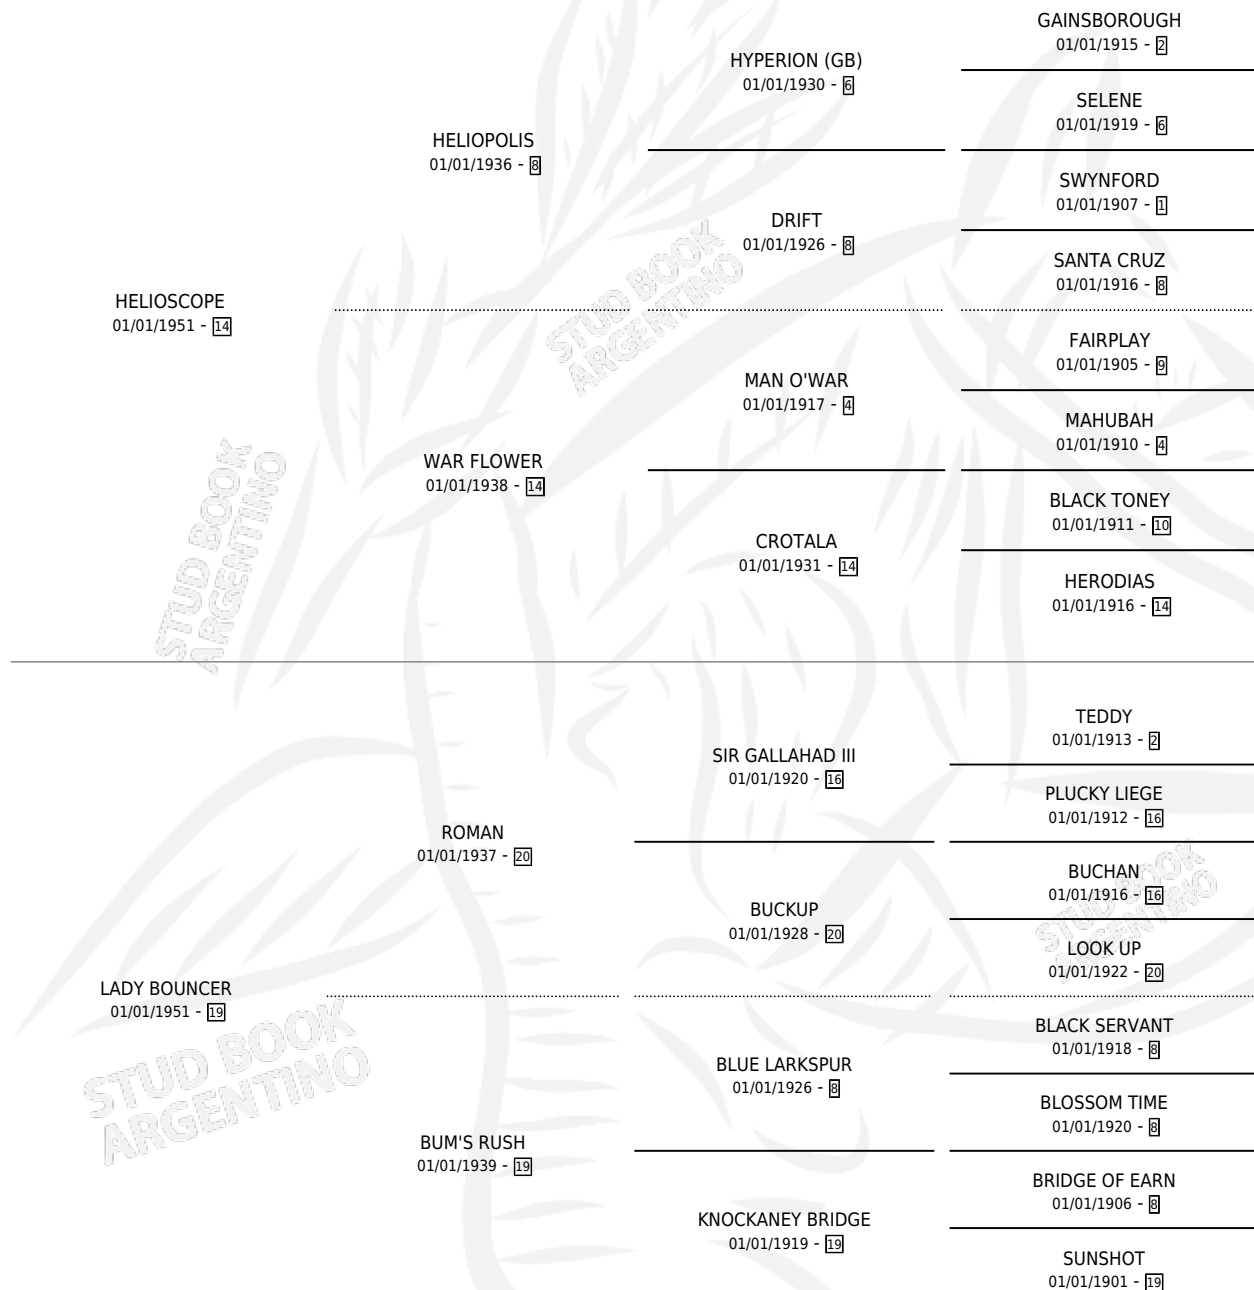 GAINSBOROUGH
01/01/1915 - 2
HYPERION (GB)
01/01/1930 - 6
SELENE
01/01/1919 - 6
HELIOPOLIS
01/01/1936 - 8
SWYNFORD
01/01/1907 - 1
DRIFT
01/01/1926 - 8
SANTA CRUZ
01/01/1916 - 8
HELIOSCOPE
01/01/1951 - 14
FAIRPLAY
01/01/1905 - 9
MAN O'WAR
01/01/1917 - 4
MAHUBAH
01/01/1910 - 4
WAR FLOWER
01/01/1938 - 14
BLACK TONEY
01/01/1911 - 10
CROTALA
01/01/1931 - 14
HERODIAS
01/01/1916 - 14
STUD BOOK
ARGENTINO
STUD BOOK
ARGENTINO
TEDDY
01/01/1913 - 2
SIR GALLAHAD III
01/01/1920 - 16
PLUCKY LIEGE
01/01/1912 - 16
ROMAN
01/01/1937 - 20
BUCHAN
01/01/1916 - 16
BUCKUP
01/01/1928 - 20
LOOK UP
01/01/1922 - 20
LADY BOUNCER
01/01/1951 - 19
BLACK SERVANT
01/01/1918 - 8
BLUE LARKSPUR
01/01/1926 - 8
BLOSSOM TIME
01/01/1920 - 8
BUM'S RUSH
01/01/1939 - 19
BRIDGE OF EARN
01/01/1906 - 8
KNOCKANEY BRIDGE
01/01/1919 - 19
SUNSHOT
01/01/1901 - 19
STUD BOOK
ARGENTINO
STUD BOOK
ARGENTINO